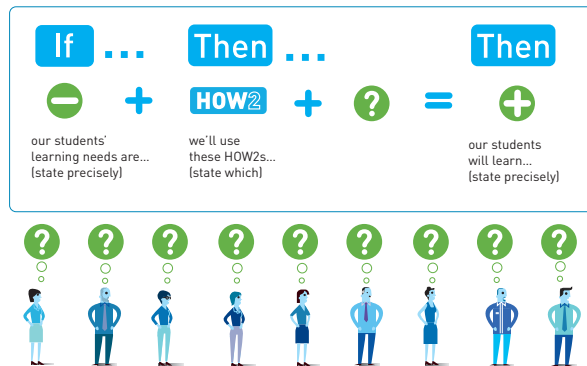 If ... Then ... Then
− + HOW2 + ? = +
our students’
learning needs are...
(state precisely)
we’ll use
these HOW2s...
(state which)
our students
will learn...
(state precisely)
? ? ? ? ? ? ? ? ?